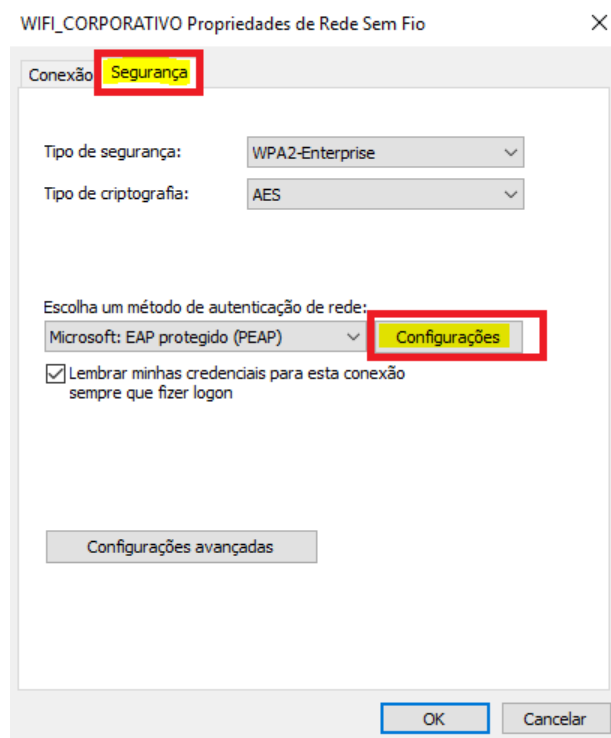 WIFI_CORPORATIVO Propriedades de Rede Sem Fio
Conexão Segurança
Tipo de segurança: WPA2-Enterprise
Tipo de criptografia: AES
Escolha um método de autenticação de rede:
Microsoft: EAP protegido (PEAP) Configurações
Lembrar minhas credenciais para esta conexão
sempre que fizer logon
Configurações avançadas
OK Cancelar